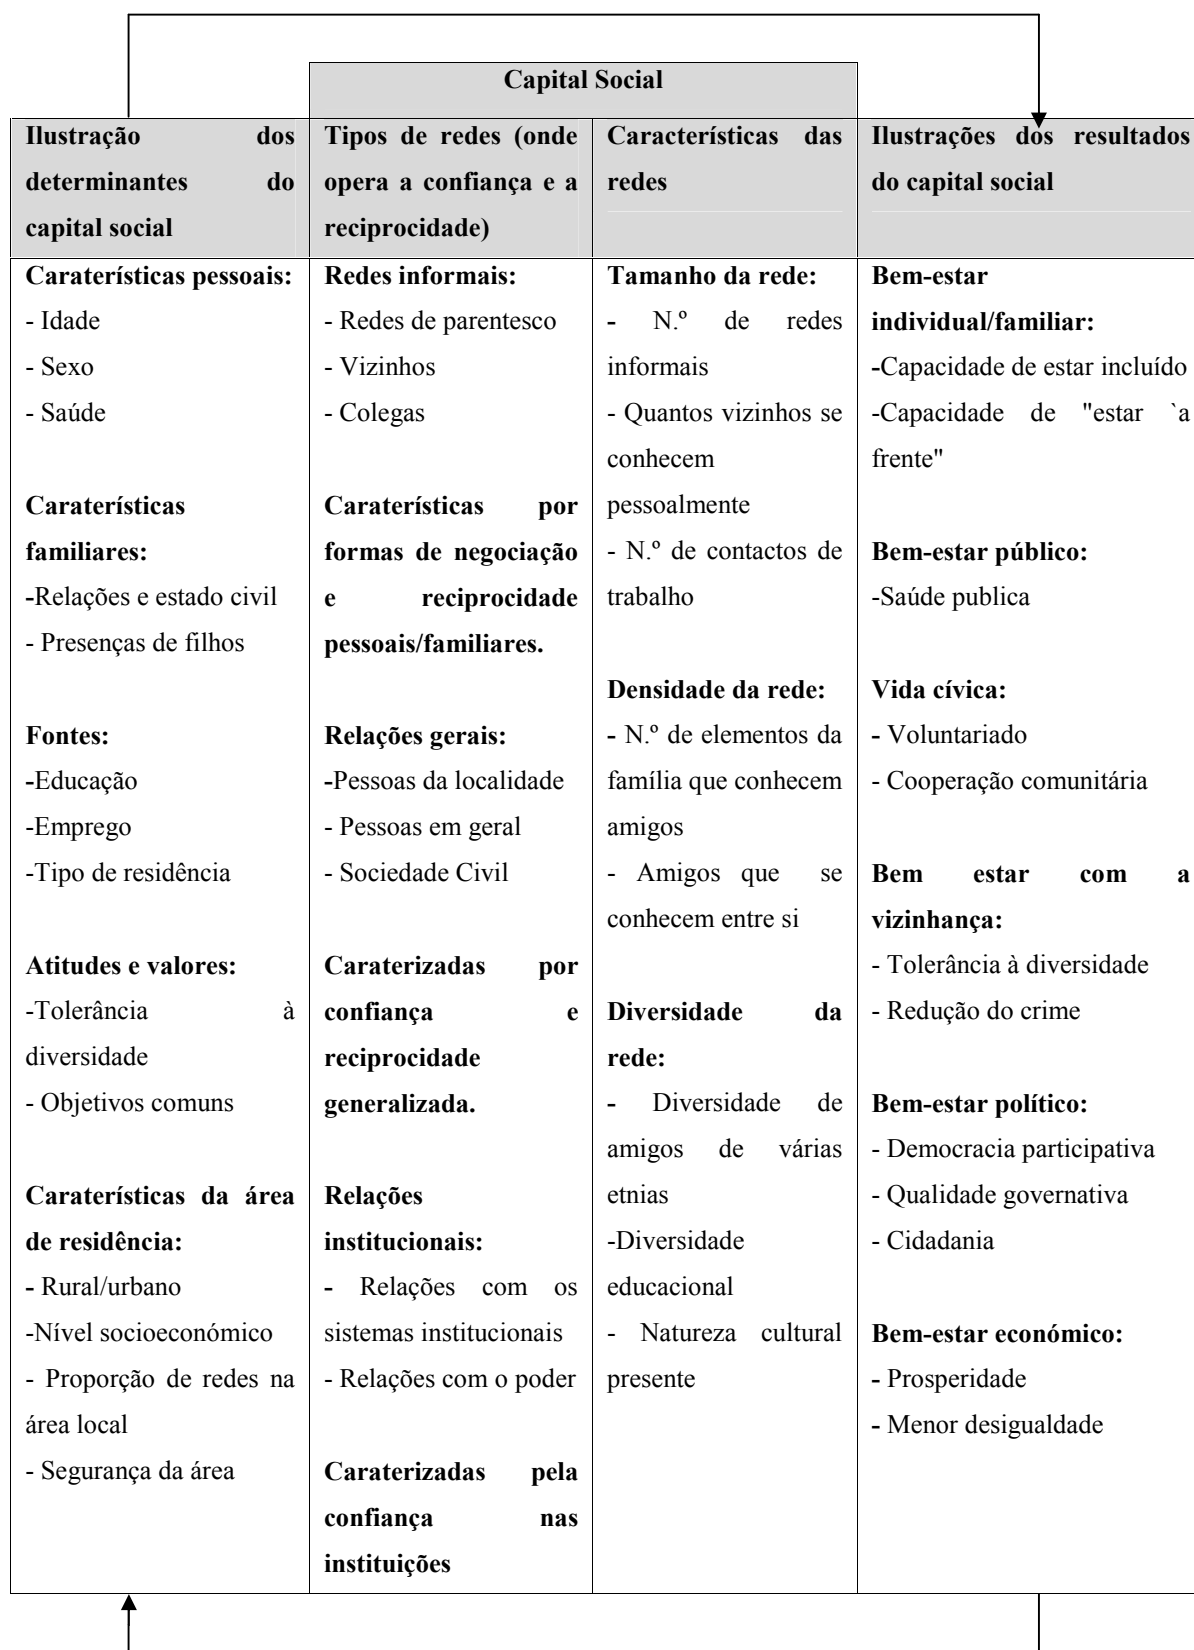 Capital Social
Ilustração dos
determinantes do
capital social
Tipos de redes (onde
opera a confiança e a
reciprocidade)
Características das
redes
Ilustrações dos resultados
do capital social
Caraterísticas pessoais:
- Idade
- Sexo
- Saúde
Caraterísticas
familiares:
-Relações e estado civil
- Presenças de filhos
Fontes:
-Educação
-Emprego
-Tipo de residência
Atitudes e valores:
-Tolerância à
diversidade
- Objetivos comuns
Caraterísticas da área
de residência:
- Rural/urbano
-Nível socioeconómico
- Proporção de redes na
área local
- Segurança da área
Redes informais:
- Redes de parentesco
- Vizinhos
- Colegas
Caraterísticas por
formas de negociação
e reciprocidade
pessoais/familiares.
Relações gerais:
-Pessoas da localidade
- Pessoas em geral
- Sociedade Civil
Caraterizadas por
confiança e
reciprocidade
generalizada.
Relações
institucionais:
- Relações com os
sistemas institucionais
- Relações com o poder
Caraterizadas pela
confiança nas
instituições
Tamanho da rede:
- N.º de redes
informais
- Quantos vizinhos se
conhecem
pessoalmente
- N.º de contactos de
trabalho
Densidade da rede:
- N.º de elementos da
família que conhecem
amigos
- Amigos que se
conhecem entre si
Diversidade da
rede:
- Diversidade de
amigos de várias
etnias
-Diversidade
educacional
- Natureza cultural
presente
Bem-estar
individual/familiar:
-Capacidade de estar incluído
-Capacidade de "estar `a
frente"
Bem-estar público:
-Saúde publica
Vida cívica:
- Voluntariado
- Cooperação comunitária
Bem estar com a
vizinhança:
- Tolerância à diversidade
- Redução do crime
Bem-estar político:
- Democracia participativa
- Qualidade governativa
- Cidadania
Bem-estar económico:
- Prosperidade
- Menor desigualdade